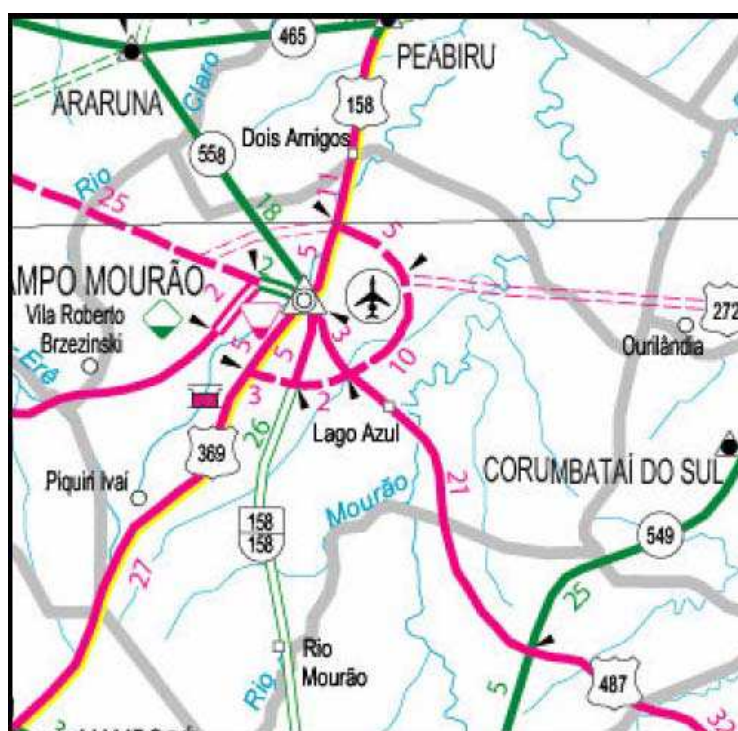 465
PEABIRU
ARARUNA
Claro
158
558
Dois Amigos
11
Rio
25
18
5
5
2
AMPO MOURÃO
2
272
Vila Roberto
Brzezinski
Ourilândia
3
5
5
10
Erê
3
2
Lago Azul
26
369
CORUMBATAÍ DO SUL
21
Piquiri Ivaí
Mourão
158
158
549
27
25
Rio
Mourão
Rio
5
487
32